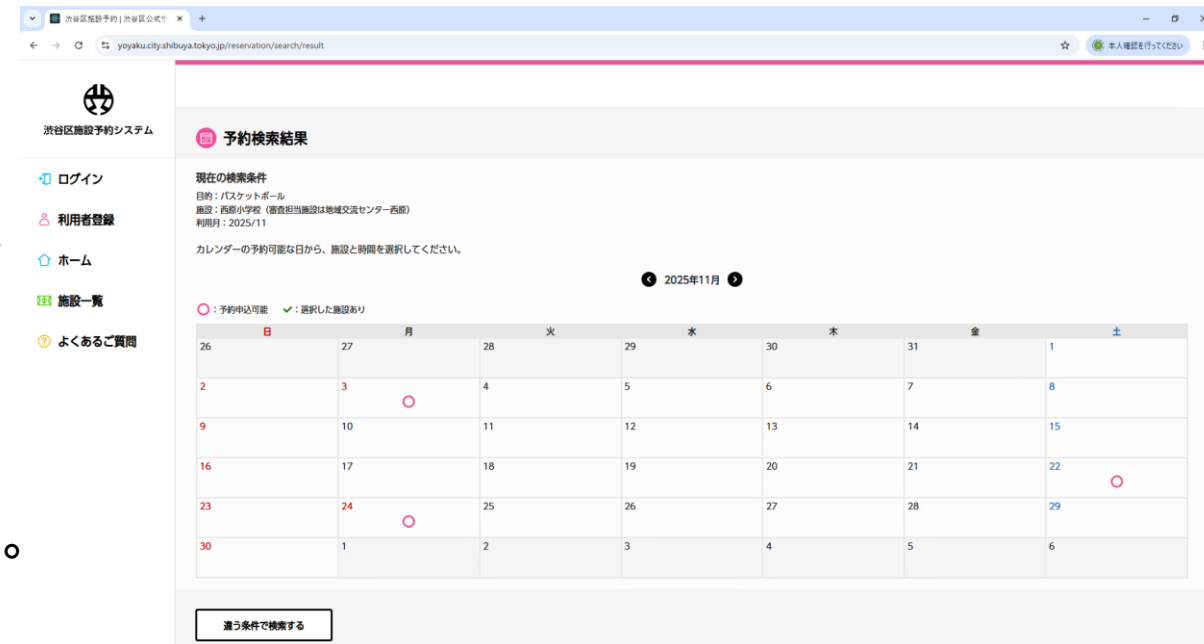 渋谷区施設予約 | 渋谷区公式サ
yoyaku.city.shibuya.tokyo.jp/reservation/search/result
本人確認を行ってください
渋谷区施設予約システム
ログイン
利用者登録
ホーム
施設一覧
よくあるご質問
予約検索結果
現在の検索条件
目的：バスケットボール
施設：西原小学校（審査担当施設は地域交流センター西原）
利用月：2025/11
カレンダーの予約可能な日から、施設と時間を選択してください。
2025年11月
：予約申込可能 ：選択した施設あり
日 月 火 水 木 金 土
26 27 28 29 30 31 1
2 3 4 5 6 7 8
9 10 11 12 13 14 15
16 17 18 19 20 21 22
23 24 25 26 27 28 29
30 1 2 3 4 5 6
違う条件で検索する